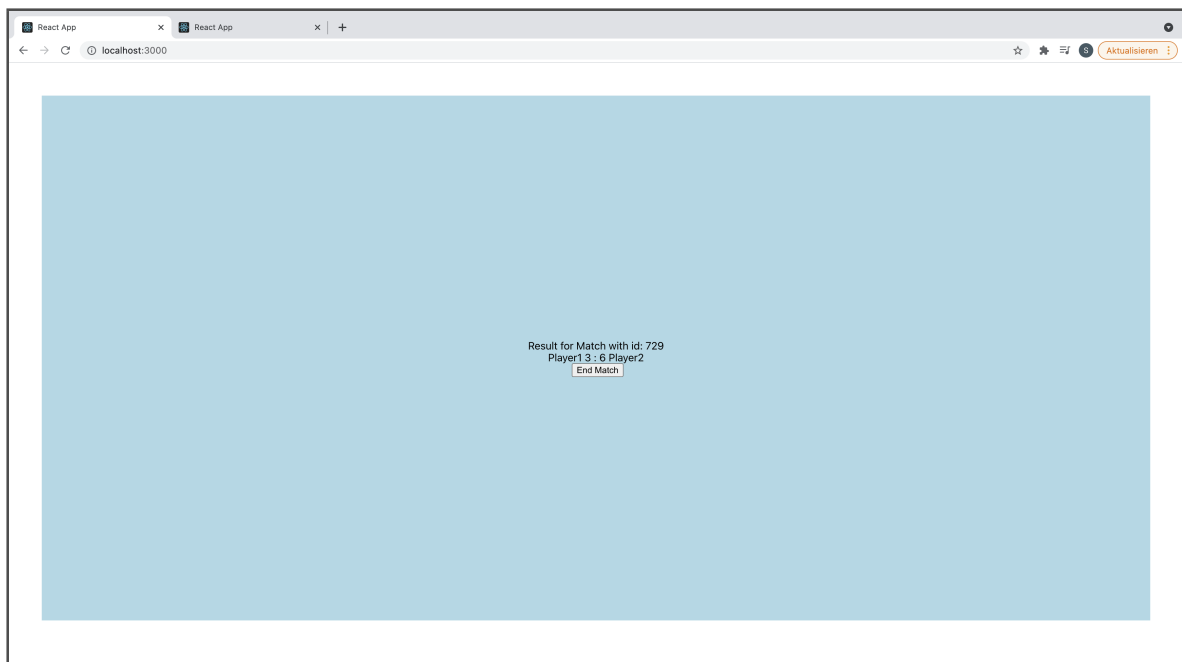 React App
React App
localhost:3000
S
Aktualisieren
Result for Match with id: 729
Player1 3 : 6 Player2
End Match